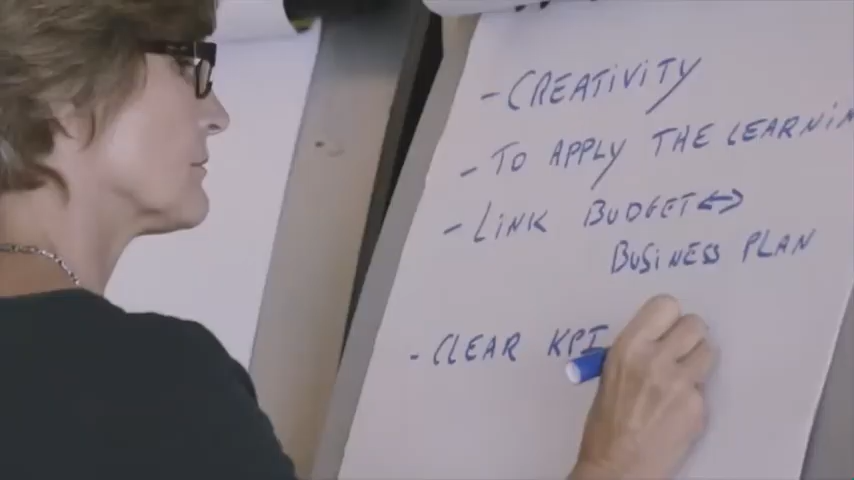 - CREATIVITY
- TO APPLY THE LEARNIN
- LINK BUDGET ↔
BUSINESS PLAN
- CLEAR KPI